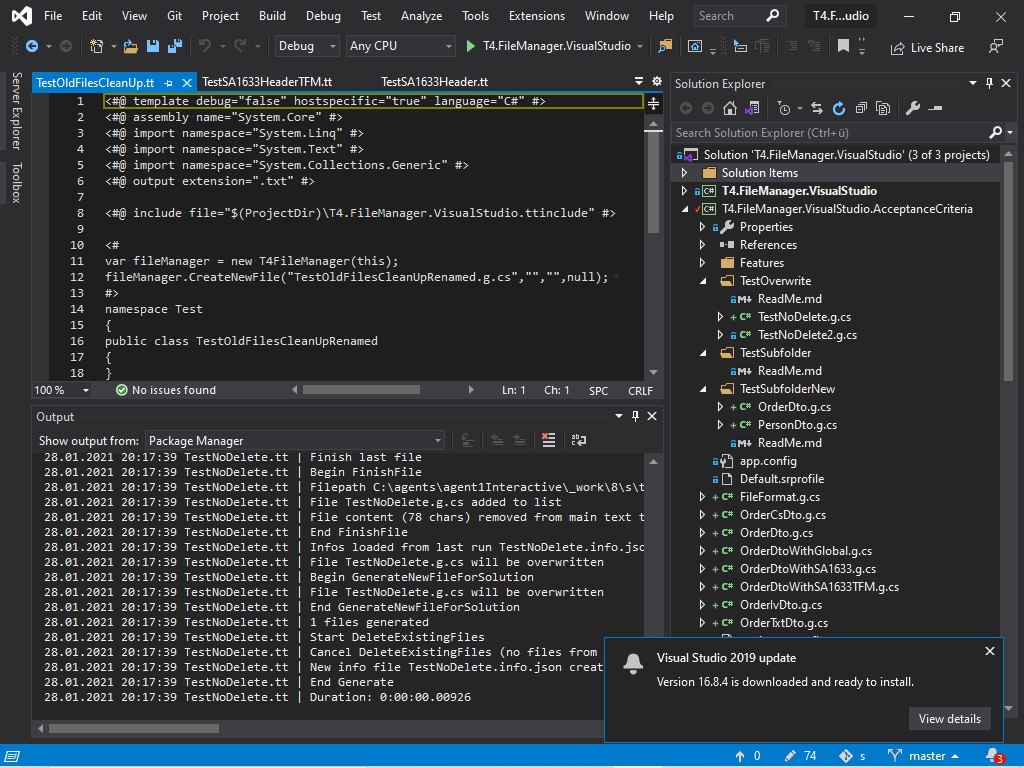 File Edit View Git Project Build Debug Test Analyze Tools Extensions Window Help Search T4.F...udio
Debug Any CPU T4.FileManager.VisualStudio Live Share
Server Explorer
Toolbox
TestOldFilesCleanUp.tt TestSA1633HeaderTFM.tt TestSA1633Header.tt
1 <#@ template debug="false" hostspecific="true" language="C#" #>
2 <#@ assembly name="System.Core" #>
3 <#@ import namespace="System.Linq" #>
4 <#@ import namespace="System.Text" #>
5 <#@ import namespace="System.Collections.Generic" #>
6 <#@ output extension=".txt" #>
7
8 <#@ include file="$(ProjectDir)\T4.FileManager.VisualStudio.ttinclude" #>
9
10 <#
11 var fileManager = new T4FileManager(this);
12 fileManager.CreateNewFile("TestOldFilesCleanUpRenamed.g.cs","","",null);
13 #>
14 namespace Test
15 {
16 public class TestOldFilesCleanUpRenamed
17 {
18 }
100 % No issues found Ln: 1 Ch: 1 SPC CRLF
Output
Show output from: Package Manager
28.01.2021 20:17:39 TestNoDelete.tt | Finish last file
28.01.2021 20:17:39 TestNoDelete.tt | Begin FinishFile
28.01.2021 20:17:39 TestNoDelete.tt | Filepath C:\agents\agent1Interactive\_work\8\s\t
28.01.2021 20:17:39 TestNoDelete.tt | File TestNoDelete.g.cs added to list
28.01.2021 20:17:39 TestNoDelete.tt | File content (78 chars) removed from main text t
28.01.2021 20:17:39 TestNoDelete.tt | End FinishFile
28.01.2021 20:17:39 TestNoDelete.tt | Infos loaded from last run TestNoDelete.info.jso
28.01.2021 20:17:39 TestNoDelete.tt | File TestNoDelete.g.cs will be overwritten
28.01.2021 20:17:39 TestNoDelete.tt | Begin GenerateNewFileForSolution
28.01.2021 20:17:39 TestNoDelete.tt | File TestNoDelete.g.cs will be overwritten
28.01.2021 20:17:39 TestNoDelete.tt | End GenerateNewFileForSolution
28.01.2021 20:17:39 TestNoDelete.tt | 1 files generated
28.01.2021 20:17:39 TestNoDelete.tt | Start DeleteExistingFiles
28.01.2021 20:17:39 TestNoDelete.tt | Cancel DeleteExistingFiles (no files from
28.01.2021 20:17:39 TestNoDelete.tt | New info file TestNoDelete.info.json creat
28.01.2021 20:17:39 TestNoDelete.tt | End Generate
28.01.2021 20:17:39 TestNoDelete.tt | Duration: 0:00:00.00926
Solution Explorer
Search Solution Explorer (Ctrl+ü)
Solution 'T4.FileManager.VisualStudio' (3 of 3 projects)
Solution Items
C# T4.FileManager.VisualStudio
C# T4.FileManager.VisualStudio.AcceptanceCriteria
Properties
References
Features
TestOverwrite
M ReadMe.md
+ C# TestNoDelete.g.cs
C# TestNoDelete2.g.cs
TestSubfolder
M ReadMe.md
TestSubfolderNew
+ C# OrderDto.g.cs
+ C# PersonDto.g.cs
M ReadMe.md
app.config
Default.srprofile
+ C# FileFormat.g.cs
+ C# OrderCsDto.g.cs
+ C# OrderDto.g.cs
+ C# OrderDtoWithGlobal.g.cs
+ C# OrderDtoWithSA1633.g.cs
+ C# OrderDtoWithSA1633TFM.g.cs
+ C# OrderIvDto.g.cs
+ C# OrderTxtDto.g.cs
Visual Studio 2019 update
Version 16.8.4 is downloaded and ready to install.
View details
0 74 s master 3